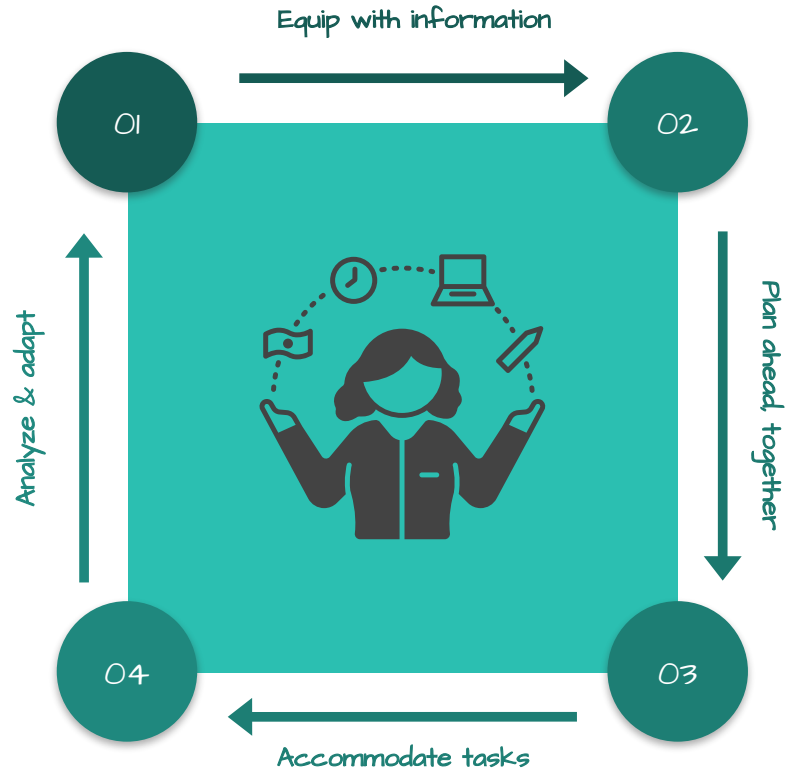 Equip with information
01
02
Plan ahead, together
Analyze & adapt
04
03
Accommodate tasks